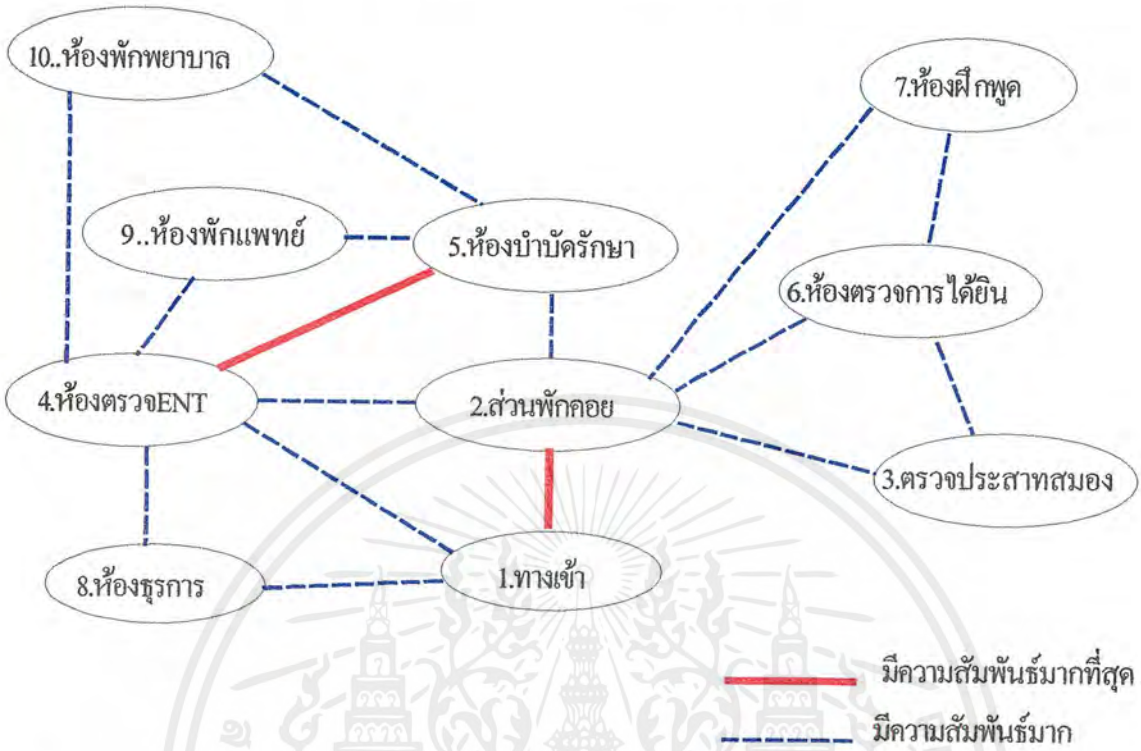 10..ห้องพักพยาบาล
7.ห้องฝึกพูด
9..ห้องพักแพทย์
5.ห้องบำบัดรักษา
6.ห้องตรวจการได้ยิน
4.ห้องตรวจENT
2.ส่วนพักคอย
3.ตรวจประสาทสมอง
8.ห้องธุรการ
1.ทางเข้า
มีความสัมพันธ์มากที่สุด
มีความสัมพันธ์มาก